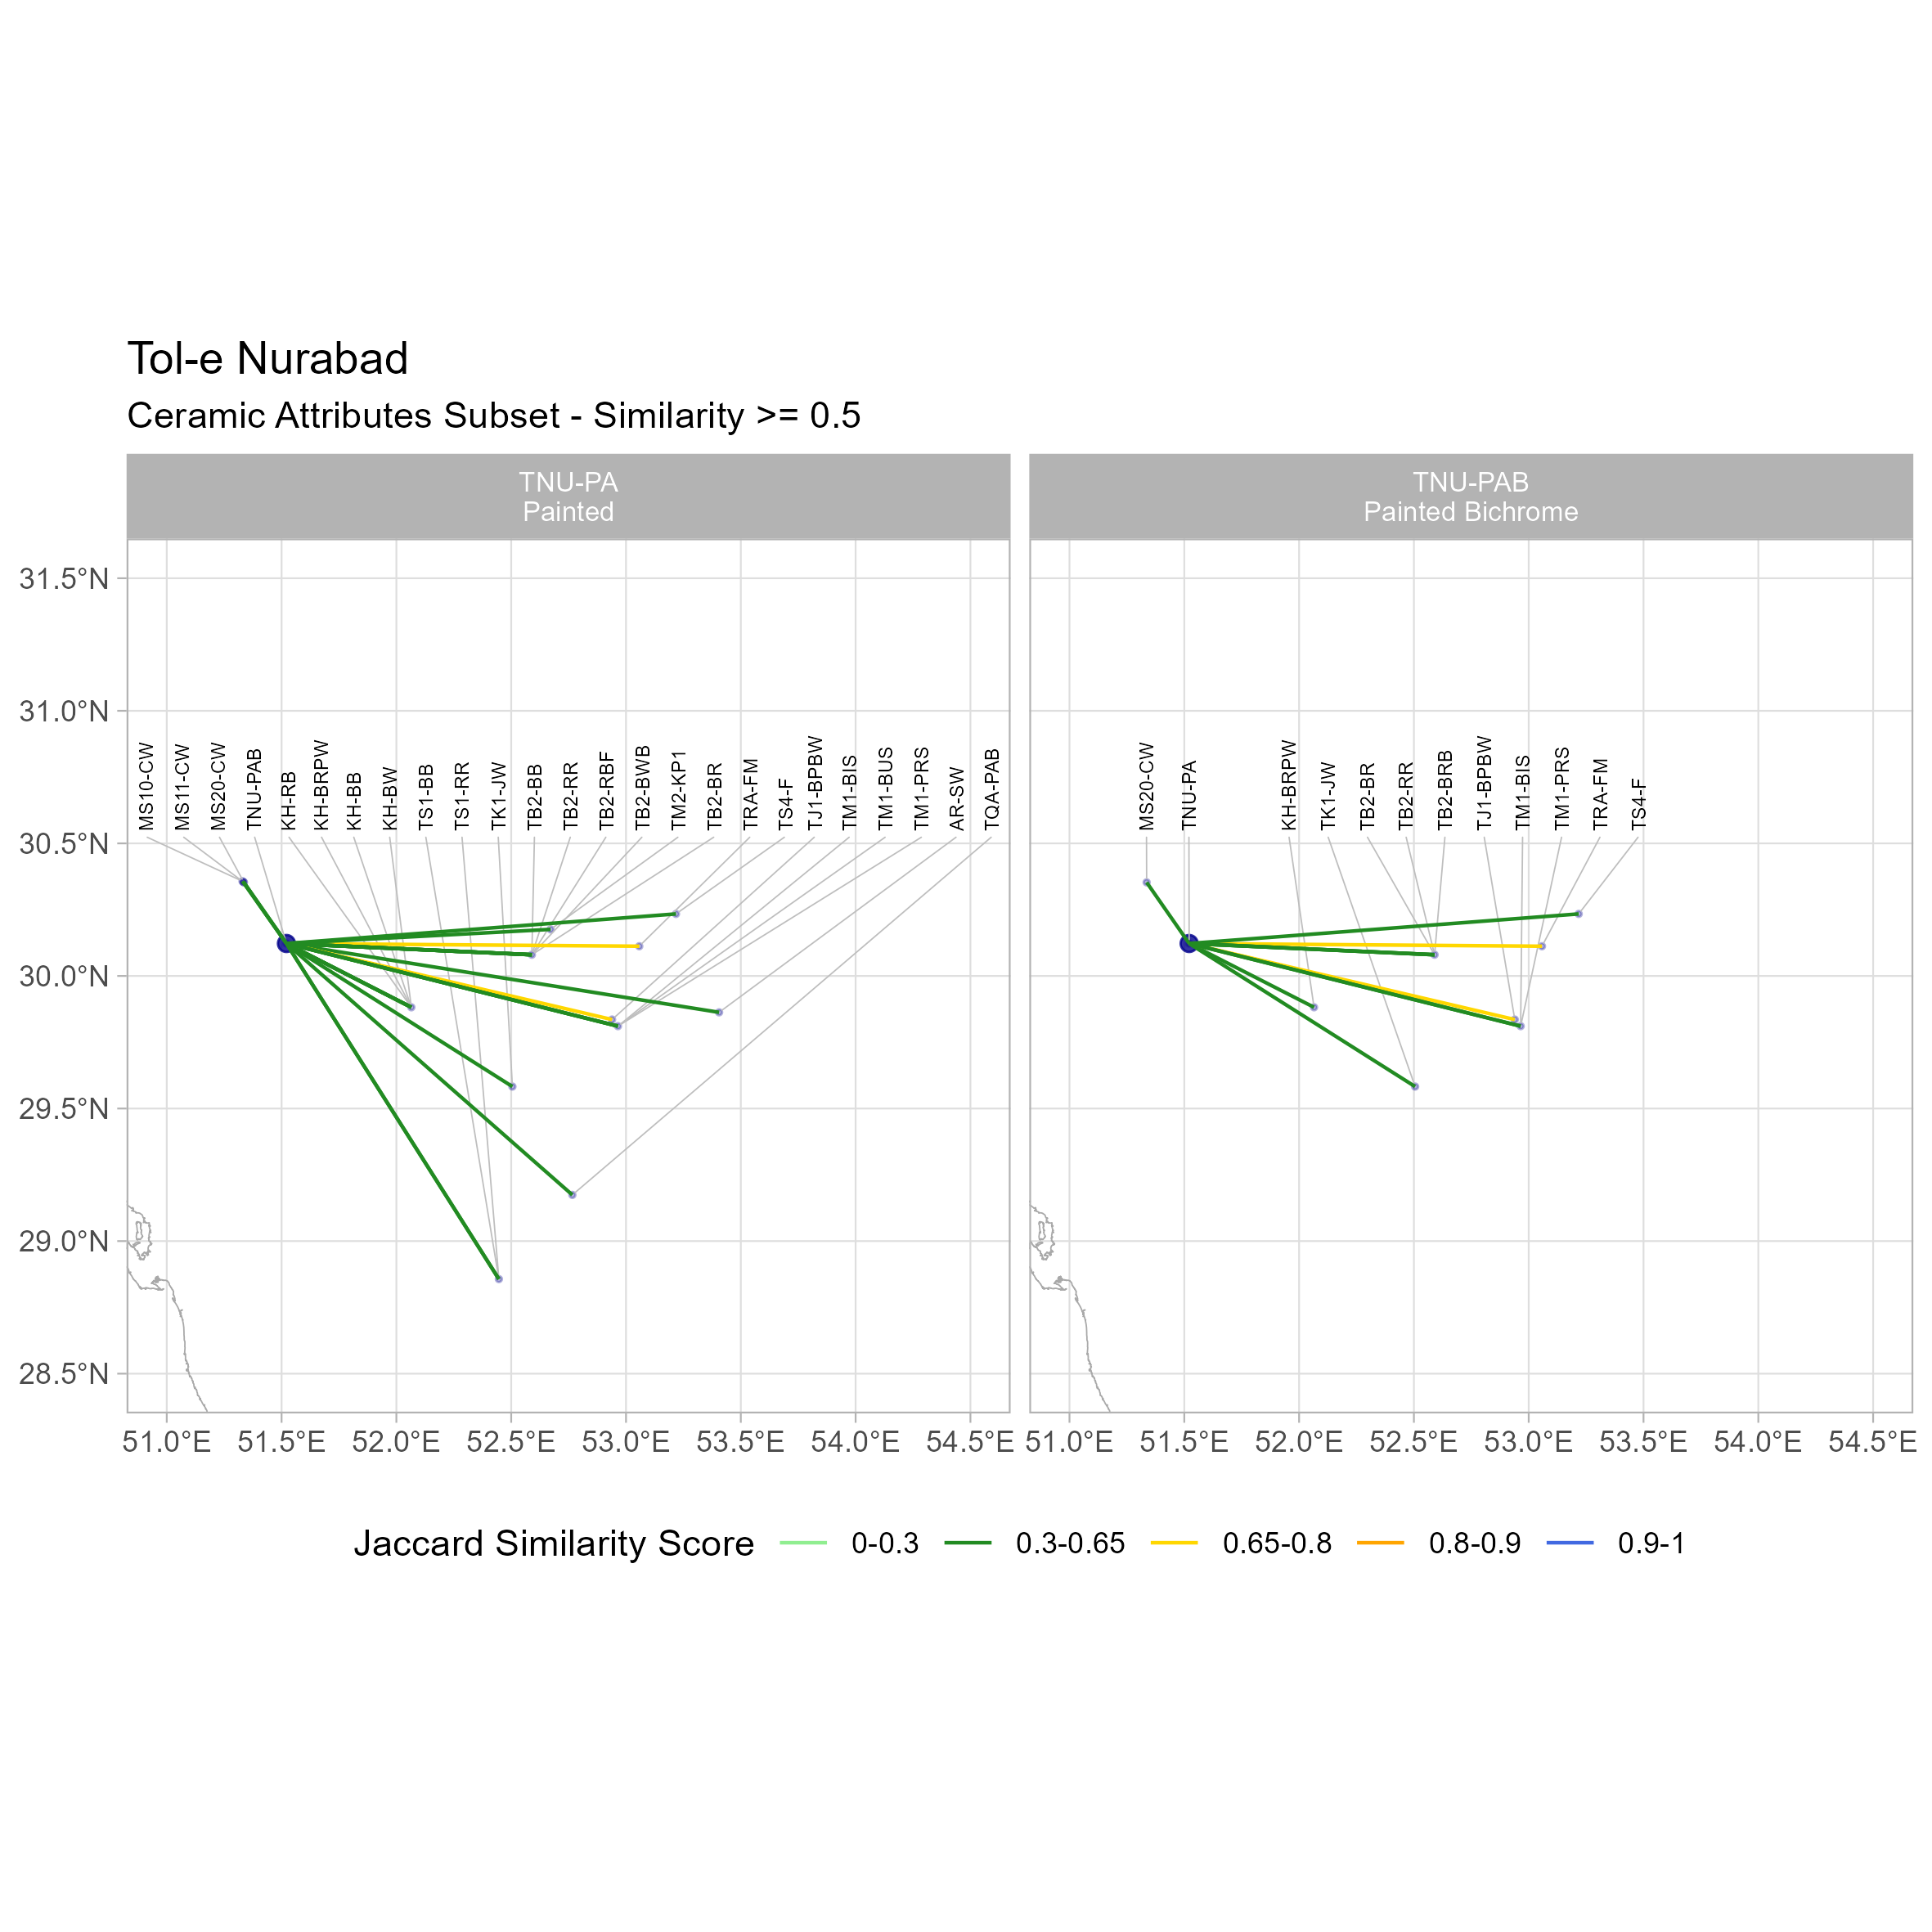 Tol-e Nurabad
Ceramic Attributes Subset - Similarity >= 0.5
TNU-PA
Painted
TNU-PAB
Painted Bichrome
31.5°N
31.0°N
30.5°N
30.0°N
29.5°N
29.0°N
28.5°N
MS10-CW
MS11-CW
MS20-CW
TNU-PAB
KH-RB
KH-BRPW
KH-BB
KH-BW
TS1-BB
TS1-RR
TK1-JW
TB2-BB
TB2-RR
TB2-RBF
TB2-BWB
TM2-KP1
TB2-BR
TRA-FM
TS4-F
TJ1-BPBW
TM1-BIS
TM1-BUS
TM1-PRS
AR-SW
TQA-PAB
MS20-CW
TNU-PA
KH-BRPW
TK1-JW
TB2-BR
TB2-RR
TB2-BRB
TJ1-BPBW
TM1-BIS
TM1-PRS
TRA-FM
TS4-F
51.0°E 51.5°E 52.0°E 52.5°E 53.0°E 53.5°E 54.0°E 54.5°E
51.0°E 51.5°E 52.0°E 52.5°E 53.0°E 53.5°E 54.0°E 54.5°E
Jaccard Similarity Score 0-0.3 0.3-0.65 0.65-0.8 0.8-0.9 0.9-1